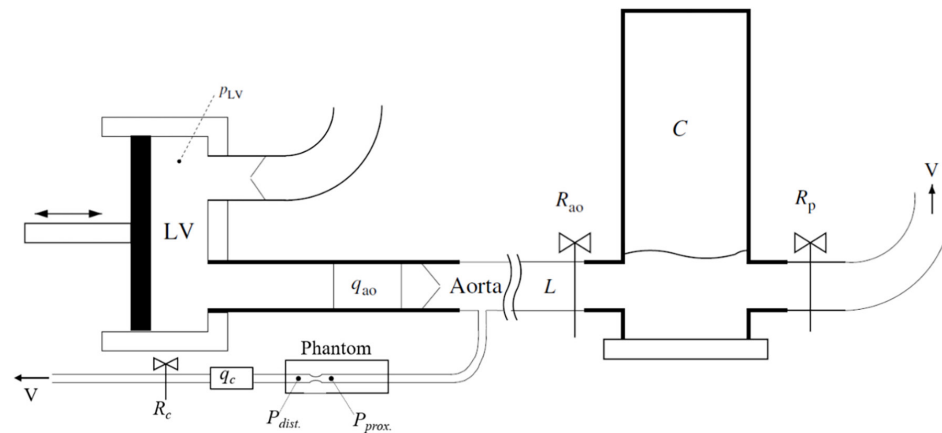 p_LV
LV
q_ao
Aorta
L
R_ao
C
R_p
V
Phantom
V
R_c
q_c
P_dist.
P_prox.